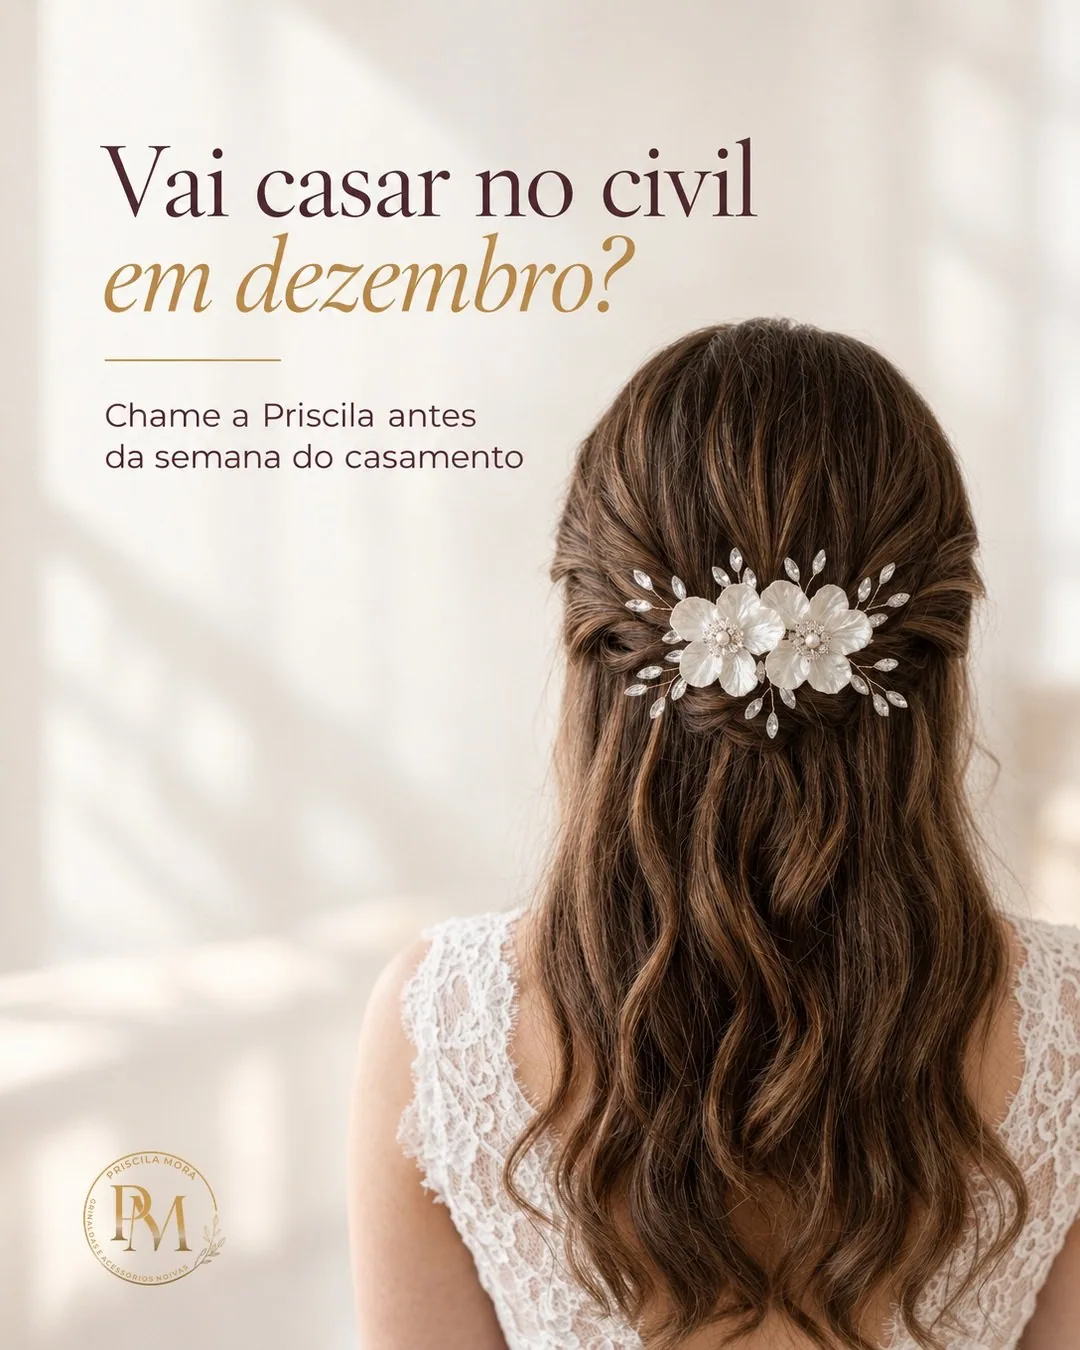 Vai casar no civil
em dezembro?
Chame a Priscila antes
da semana do casamento
PRISCILA MORA
PM
GRINALDAS E ACESSÓRIOS NOIVAS